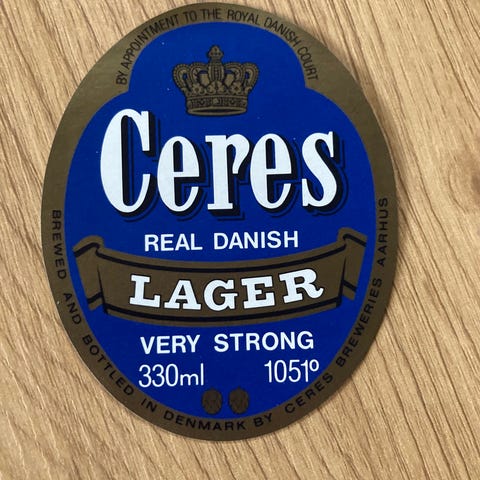 BY APPOINTMENT TO THE ROYAL DANISH COURT
Ceres
REAL DANISH
LAGER
VERY STRONG
330ml 1051º
BREWED AND BOTTLED IN DENMARK BY CERES BREWERIES AARHUS